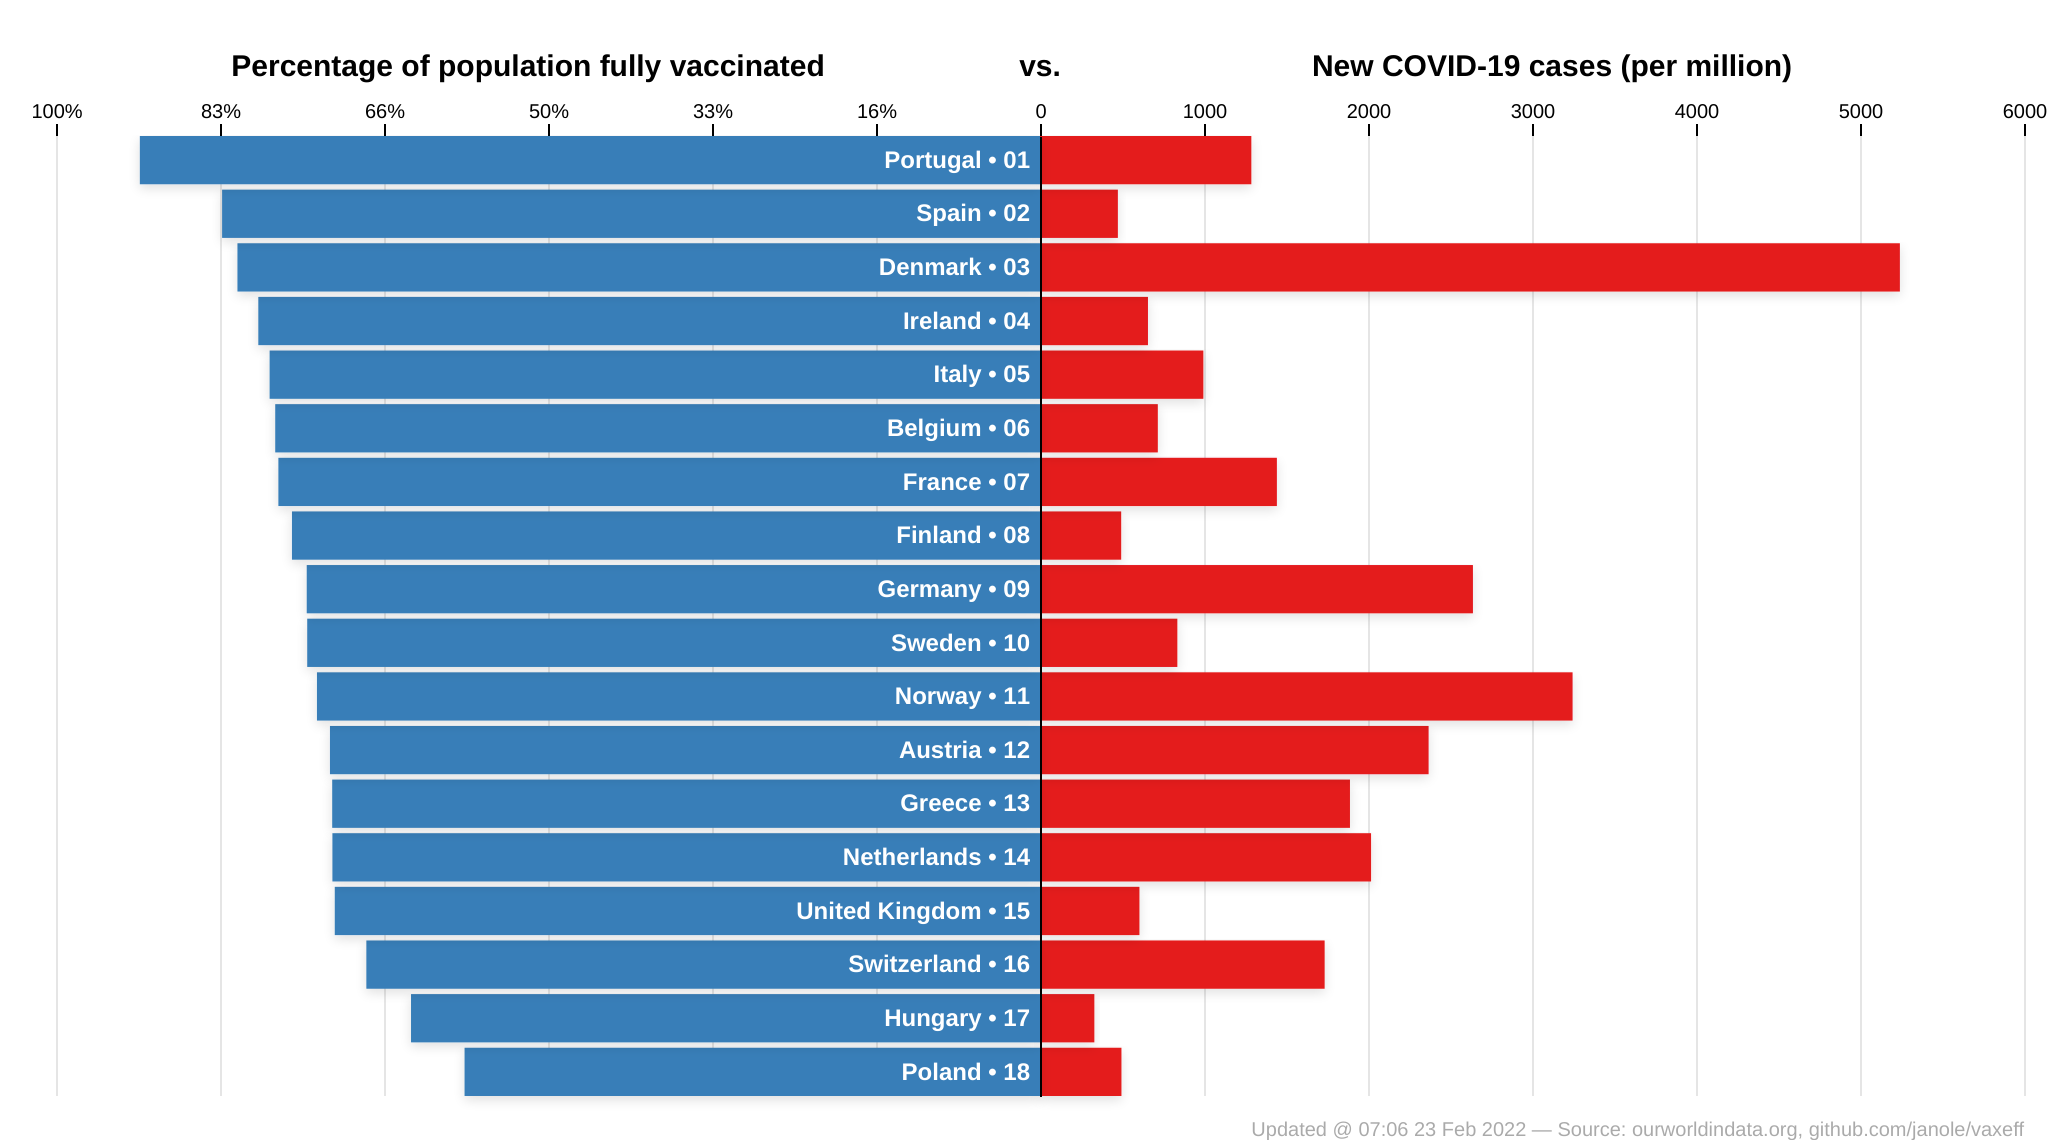 Percentage of population fully vaccinated vs. New COVID-19 cases (per million)
100% 83% 66% 50% 33% 16% 0 1000 2000 3000 4000 5000 6000
Portugal • 01
Spain • 02
Denmark • 03
Ireland • 04
Italy • 05
Belgium • 06
France • 07
Finland • 08
Germany • 09
Sweden • 10
Norway • 11
Austria • 12
Greece • 13
Netherlands • 14
United Kingdom • 15
Switzerland • 16
Hungary • 17
Poland • 18
Updated @ 07:06 23 Feb 2022 — Source: ourworldindata.org, github.com/janole/vaxeff